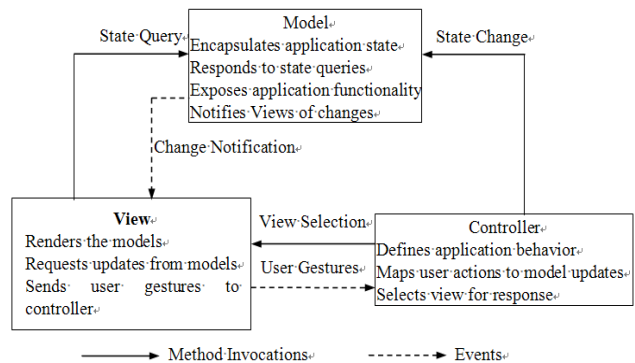 Model
State Query
Encapsulates application state
State Change
Responds to state queries
Exposes application functionality
Notifies Views of changes
Change Notification
View
Renders the models
Requests updates from models
Sends user gestures to
controller
View Selection
User Gestures
Controller
Defines application behavior
Maps user actions to model updates
Selects view for response
Method Invocations
Events